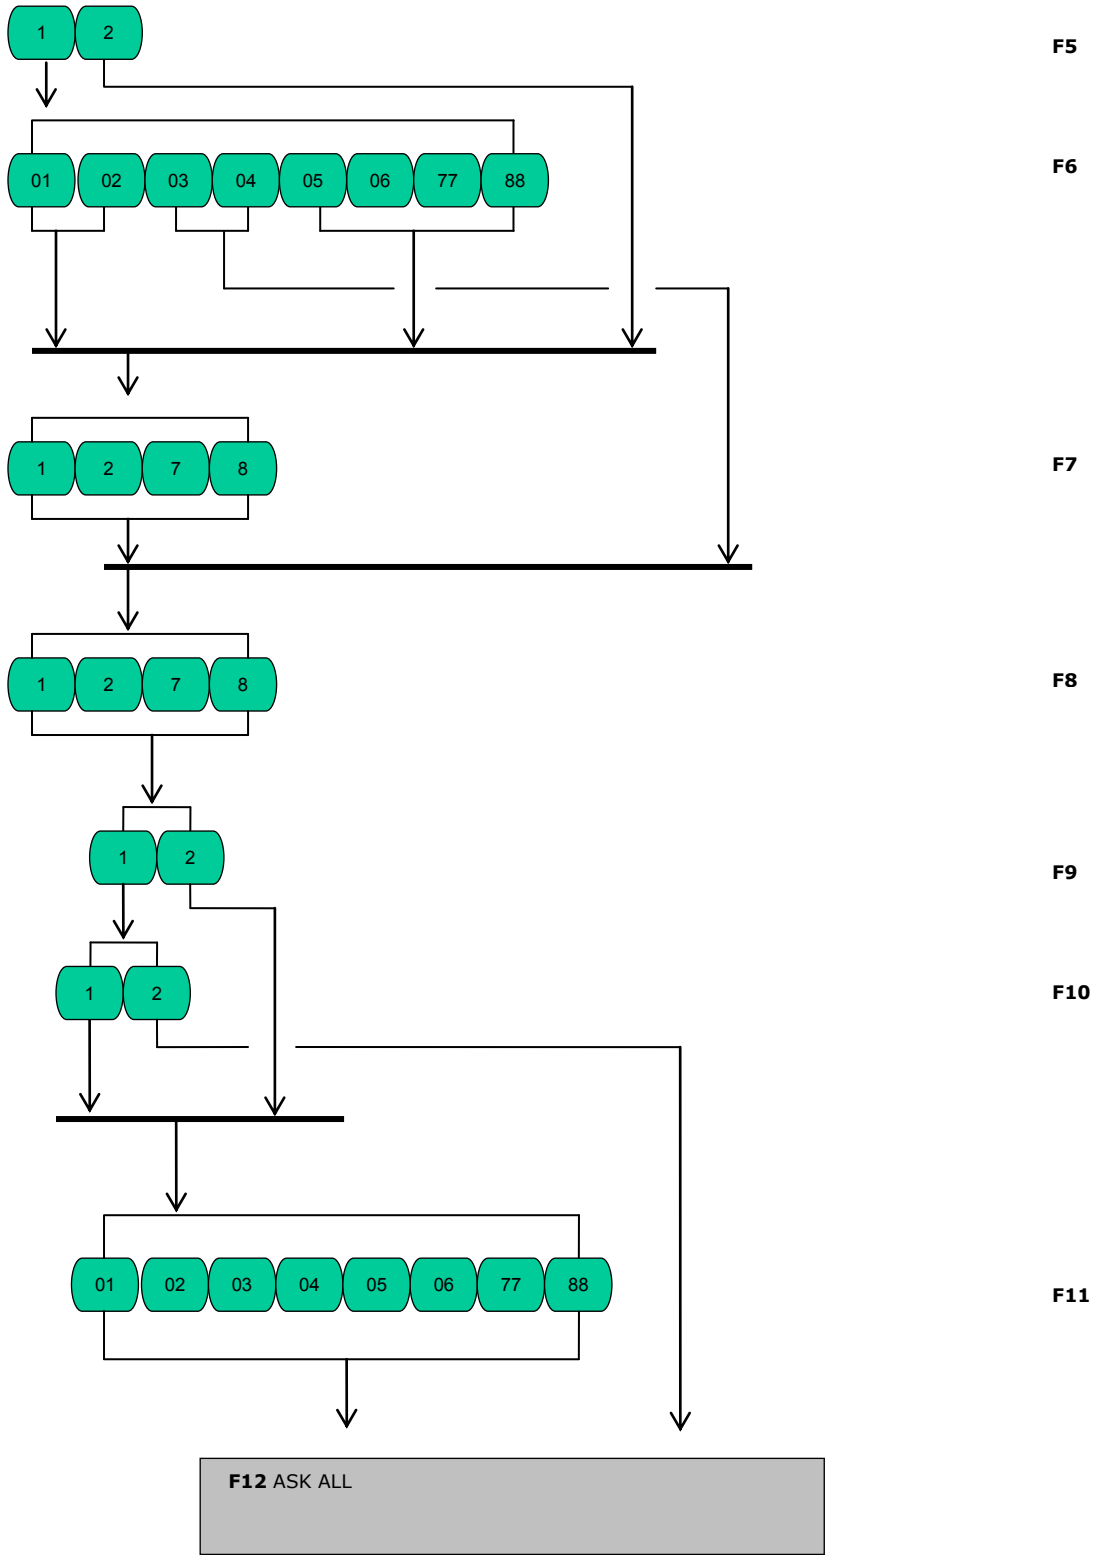 1 2 F5
01 02 03 04 05 06 77 88 F6
1 2 7 8 F7
1 2 7 8 F8
1 2 F9
1 2 F10
01 02 03 04 05 06 77 88 F11
F12 ASK ALL